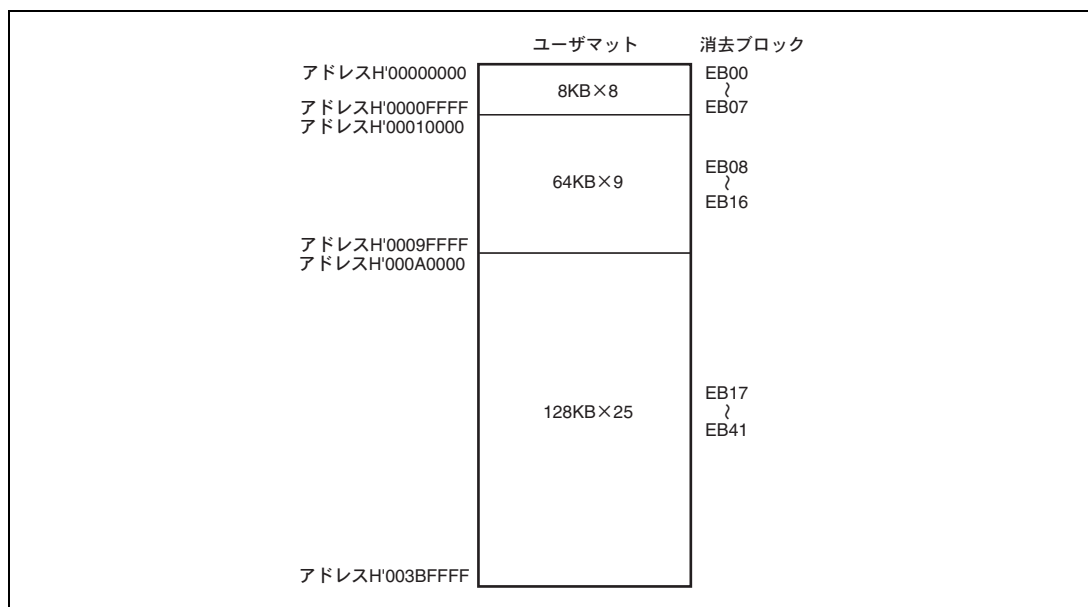 ユーザマット 消去ブロック
アドレスH'00000000
8KB×8
EB00
～
EB07
アドレスH'0000FFFF
アドレスH'00010000
64KB×9
EB08
～
EB16
アドレスH'0009FFFF
アドレスH'000A0000
128KB×25
EB17
～
EB41
アドレスH'003BFFFF